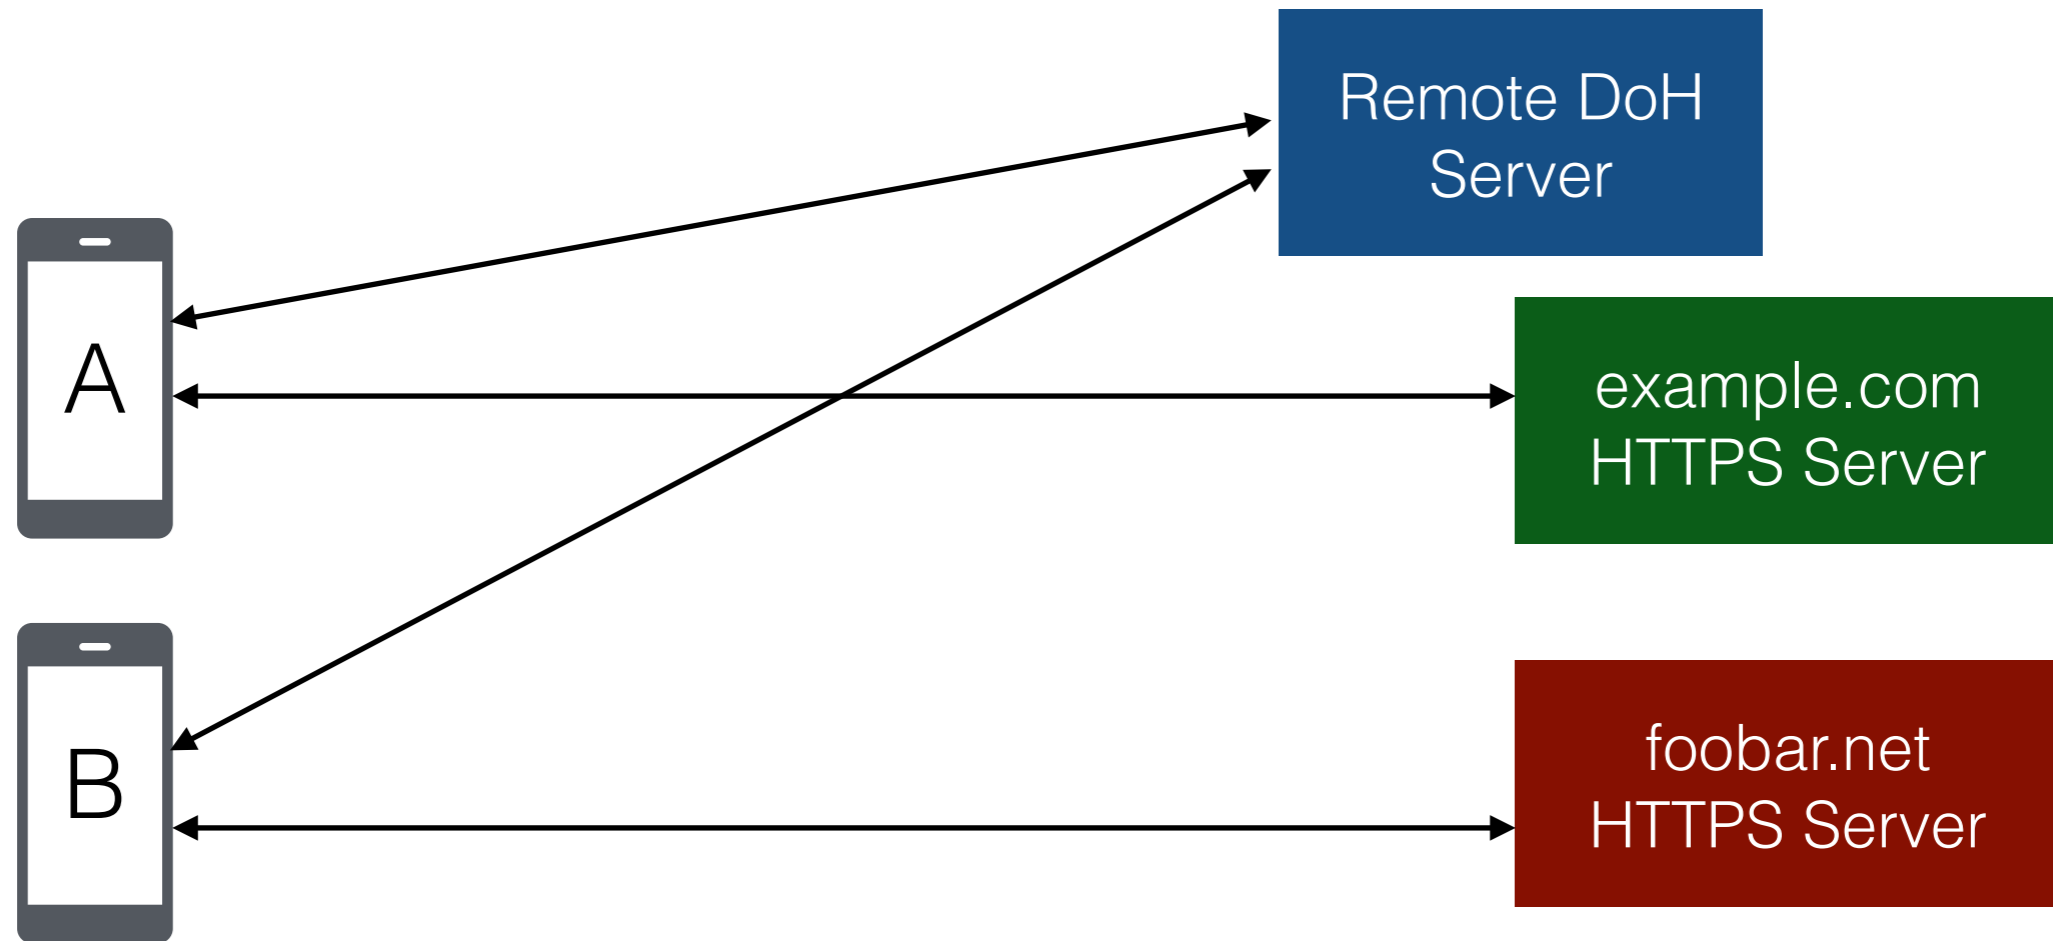 Remote DoH
Server
A
example.com
HTTPS Server
B
foobar.net
HTTPS Server